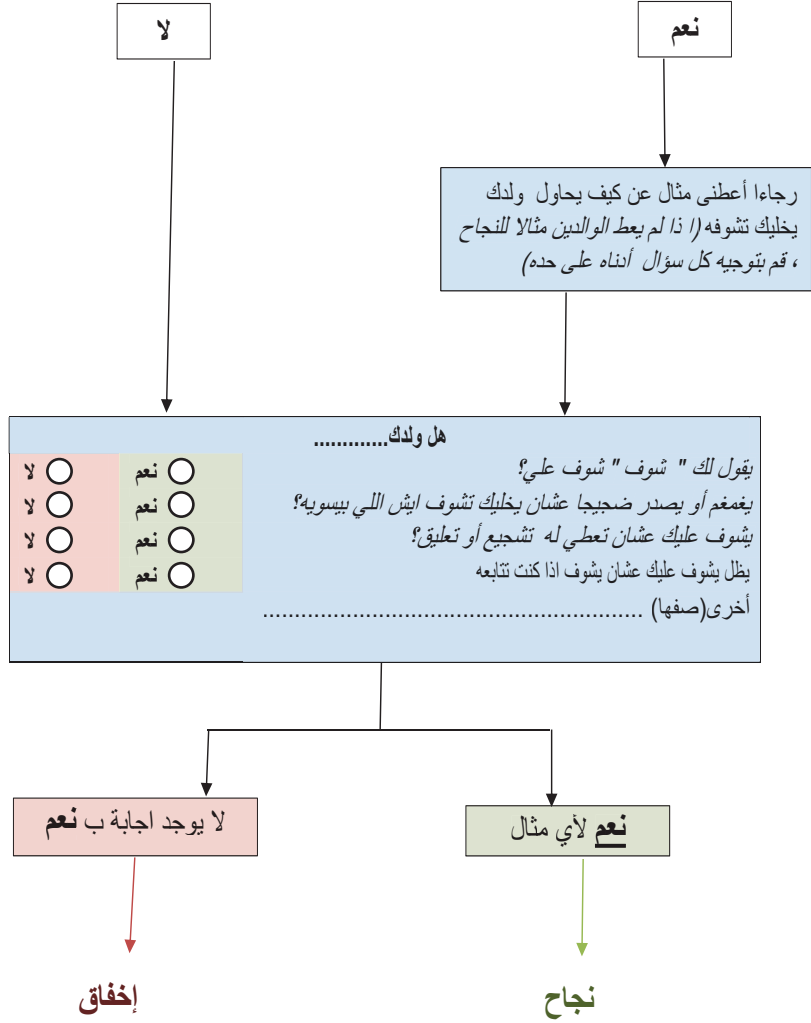 نعم
لا
رجاءا أعطنى مثال عن كيف يحاول ولدك
يخليك تشوفه (ا ذا لم يعط الوالدين مثالا للنجاح
، قم بتوجيه كل سؤال أدناه على حده)
هل ولدك.............
يقول لك " شوف " شوف علي؟ نعم لا
يغمغم أو يصدر ضجيجا عشان يخليك تشوف ايش اللي بيسويه؟ نعم لا
يشوف عليك عشان تعطي له تشجيع أو تعليق؟ نعم لا
يظل يشوف عليك عشان يشوف اذا كنت تتابعه نعم لا
أخرى(صفها) ...........................................................
نعم لأي مثال
لا يوجد اجابة ب نعم
نجاح
إخفاق